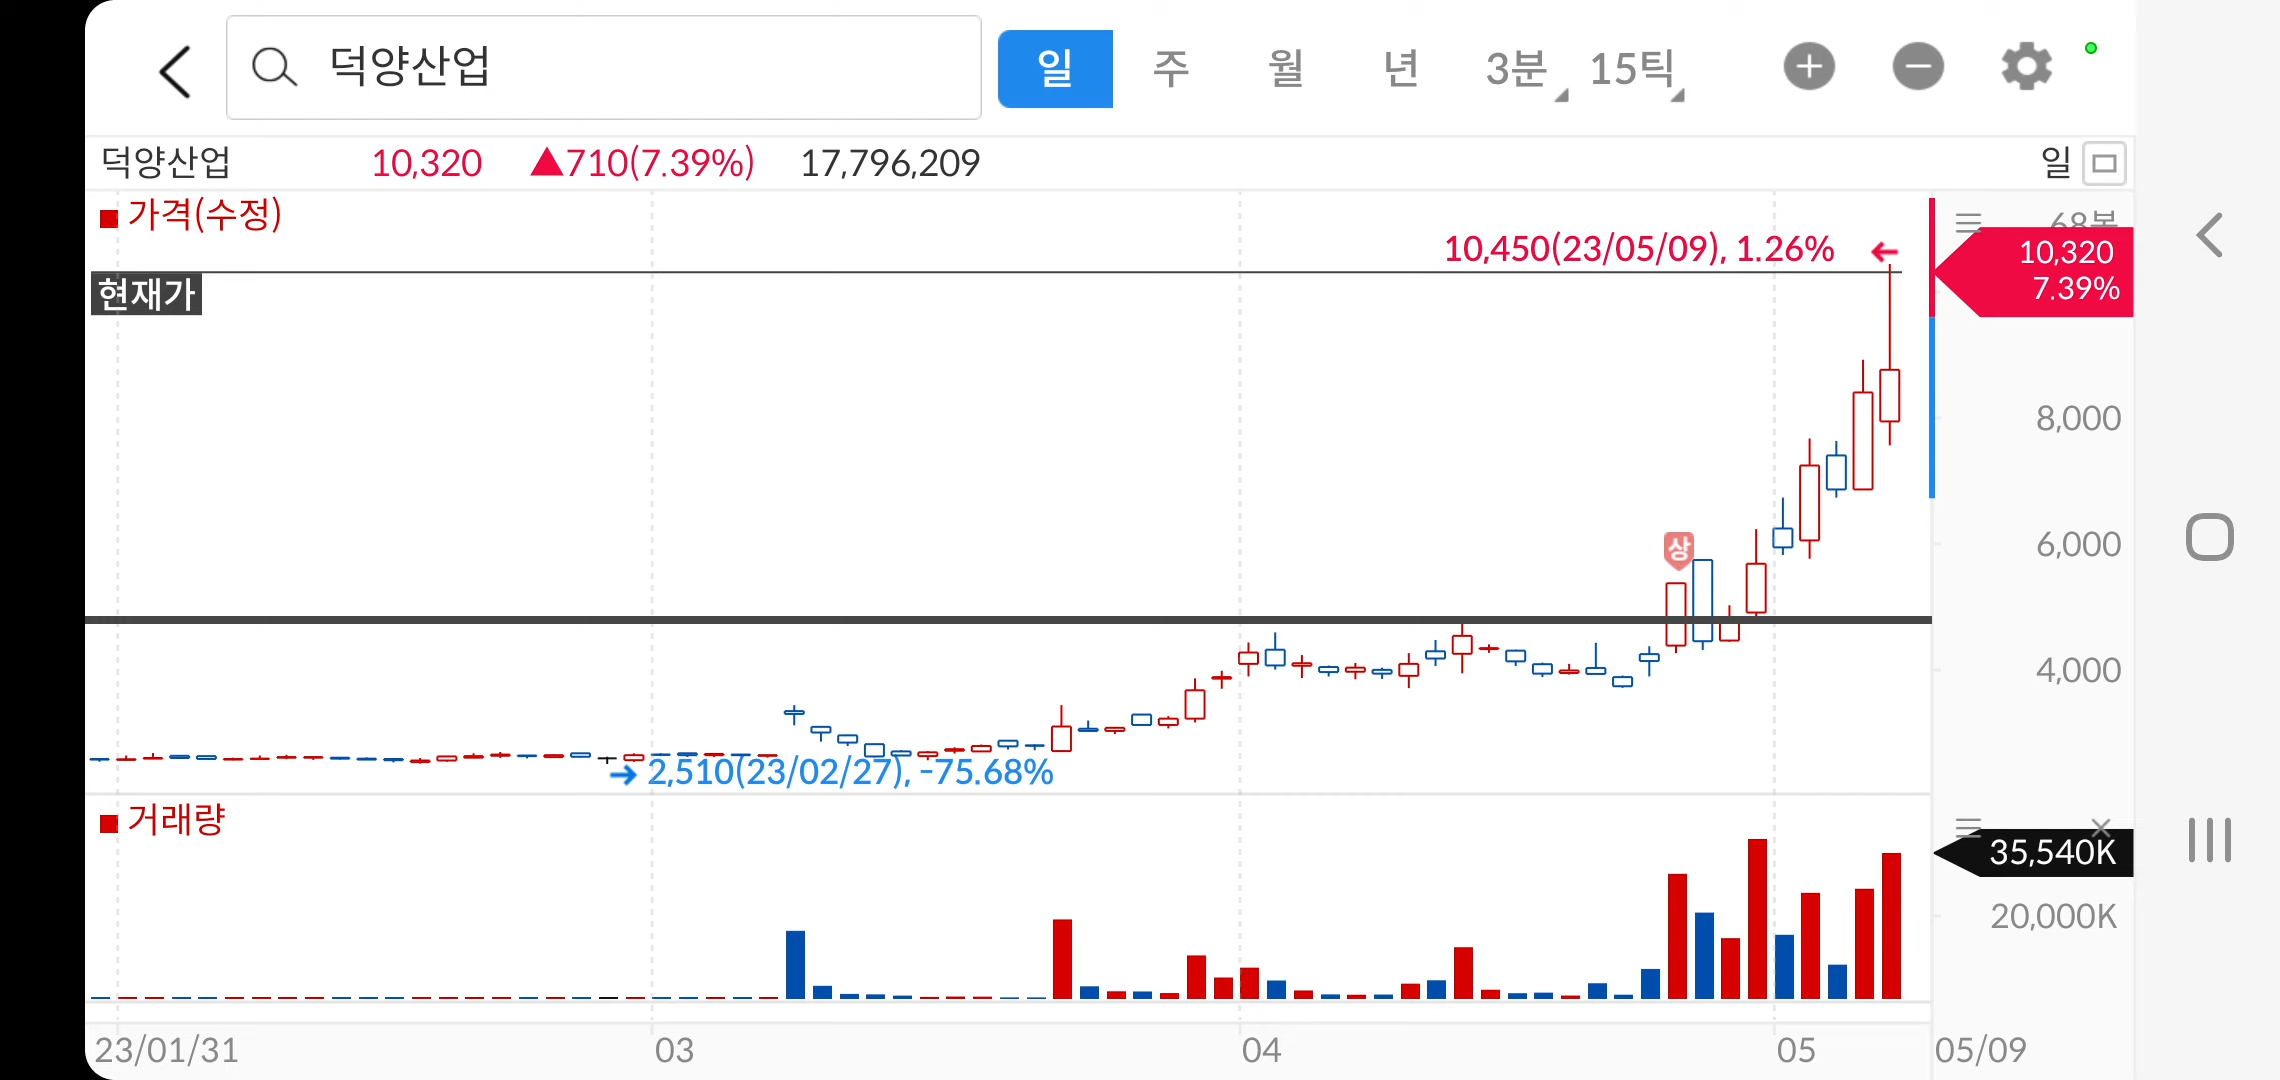 덕양산업
일 주 월 년 3분 15틱
덕양산업 10,320 ▲710(7.39%) 17,796,209 일
가격(수정)
10,450(23/05/09), 1.26%
68봉
10,320
7.39%
현재가
8,000
6,000
상
4,000
2,510(23/02/27), -75.68%
거래량
35,540K
20,000K
23/01/31 03 04 05 05/09